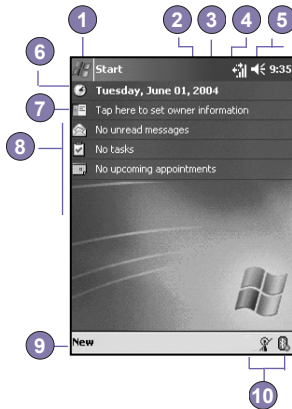 1
2
3
4
5
6
Start
9:35
Tuesday, June 01, 2004
7
Tap here to set owner information
8
No unread messages
No tasks
No upcoming appointments
9
New
10